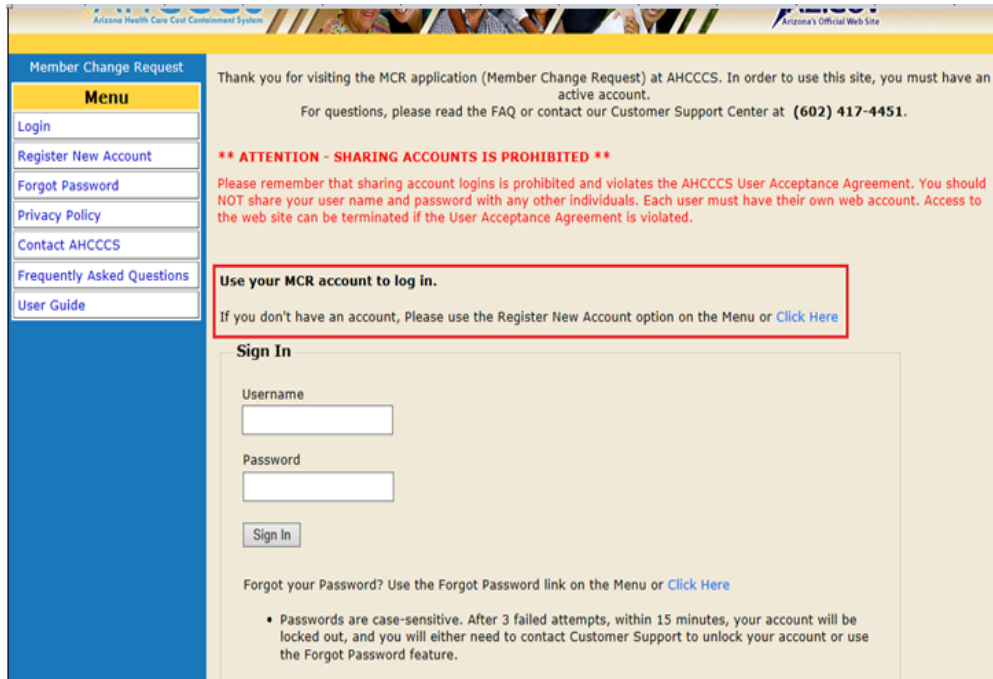 Arizona Health Care Cost Containment System
Arizona's Official Web Site
Member Change Request
Menu
Login
Register New Account
Forgot Password
Privacy Policy
Contact AHCCCS
Frequently Asked Questions
User Guide
Thank you for visiting the MCR application (Member Change Request) at AHCCCS. In order to use this site, you must have an
active account.
For questions, please read the FAQ or contact our Customer Support Center at (602) 417-4451.
** ATTENTION - SHARING ACCOUNTS IS PROHIBITED **
Please remember that sharing account logins is prohibited and violates the AHCCCS User Acceptance Agreement. You should
NOT share your user name and password with any other individuals. Each user must have their own web account. Access to
the web site can be terminated if the User Acceptance Agreement is violated.
Use your MCR account to log in.
If you don't have an account, Please use the Register New Account option on the Menu or Click Here
Sign In
Username
Password
Sign In
Forgot your Password? Use the Forgot Password link on the Menu or Click Here
• Passwords are case-sensitive. After 3 failed attempts, within 15 minutes, your account will be
locked out, and you will either need to contact Customer Support to unlock your account or use
the Forgot Password feature.